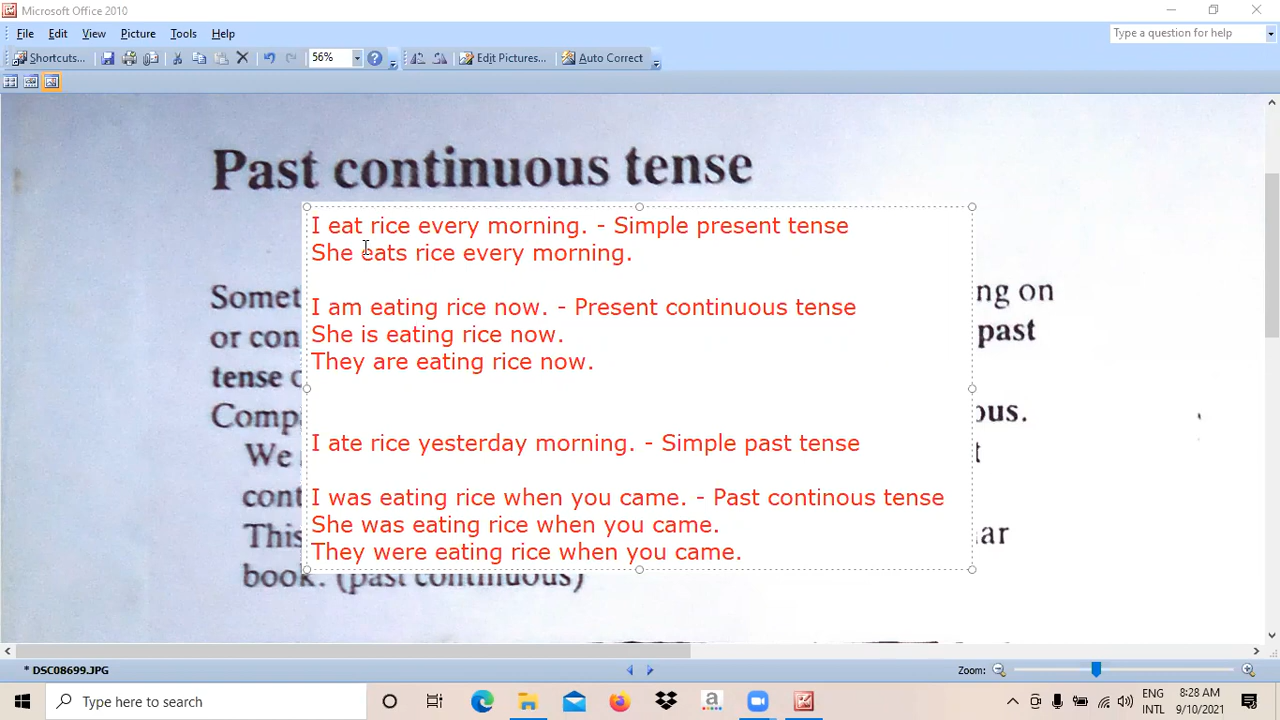 Microsoft Office 2010
File Edit View Picture Tools Help
Type a question for help
Shortcuts... 56% Edit Pictures... Auto Correct
Past continuous tense
I eat rice every morning. - Simple present tense
She eats rice every morning.
I am eating rice now. - Present continuous tense
She is eating rice now.
They are eating rice now.
I ate rice yesterday morning. - Simple past tense
I was eating rice when you came. - Past continous tense
She was eating rice when you came.
They were eating rice when you came.
ng on
or con
past
tense
We
This
book. (past continuous)
* DSC08699.JPG
Zoom:
Type here to search
ENG 8:28 AM
INTL 9/10/2021